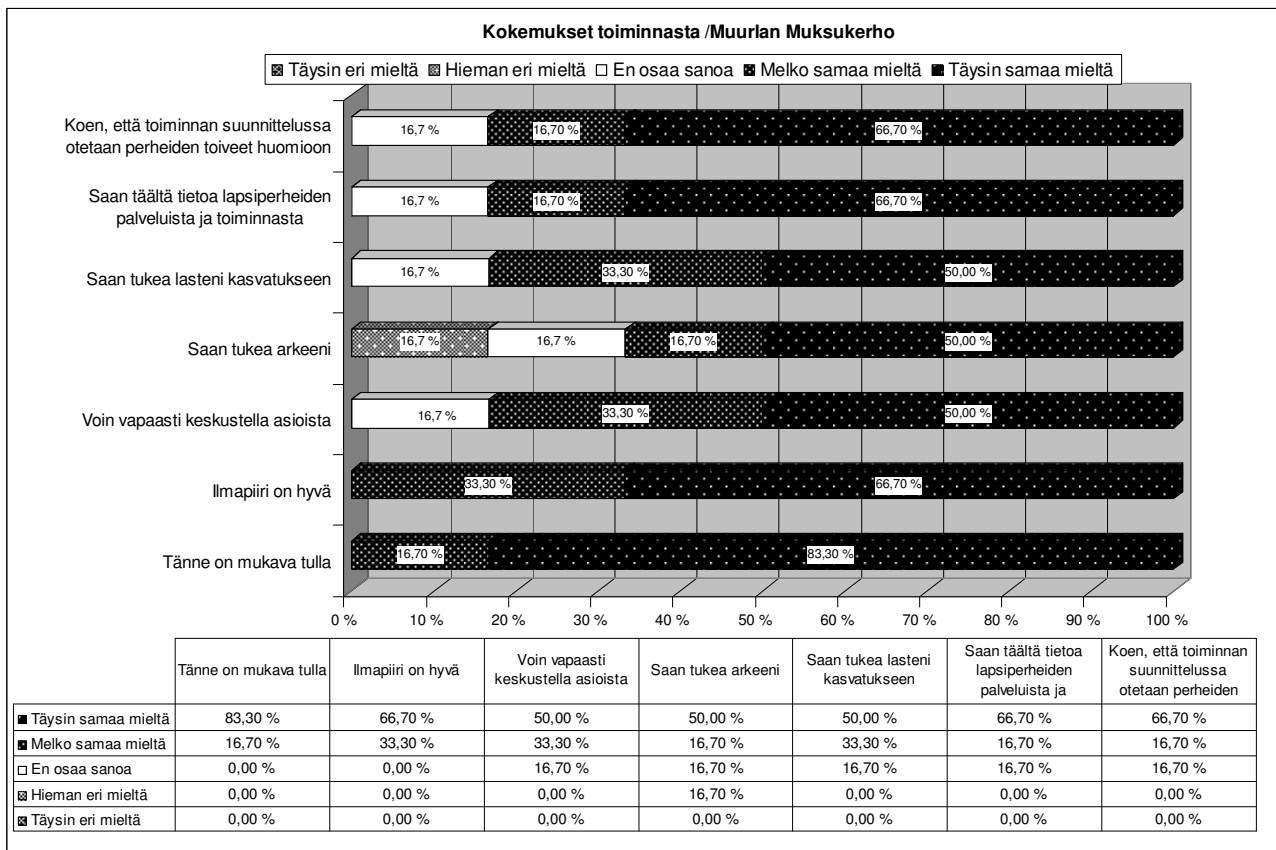 Kokemukset toiminnasta /Muurlan Muksukerho
Täysin eri mieltä Hieman eri mieltä En osaa sanoa Melko samaa mieltä Täysin samaa mieltä
Koen, että toiminnan suunnittelussa
otetaan perheiden toiveet huomioon
16,7 % 16,70 % 66,70 %
Saan täältä tietoa lapsiperheiden
palveluista ja toiminnasta
16,7 % 16,70 % 66,70 %
Saan tukea lasteni kasvatukseen
16,7 % 33,30 % 50,00 %
Saan tukea arkeeni
16,7 % 16,7 % 16,70 % 50,00 %
Voin vapaasti keskustella asioista
16,7 % 33,30 % 50,00 %
Ilmapiiri on hyvä
33,30 % 66,70 %
Tänne on mukava tulla
16,70 % 83,30 %
0 % 10 % 20 % 30 % 40 % 50 % 60 % 70 % 80 % 90 % 100 %
Tänne on mukava tulla
Ilmapiiri on hyvä
Voin vapaasti
keskustella asioista
Saan tukea arkeeni
Saan tukea lasteni
kasvatukseen
Saan täältä tietoa
lapsiperheiden
palveluista ja
Koen, että toiminnan
suunnittelussa
otetaan perheiden
Täysin samaa mieltä 83,30 % 66,70 % 50,00 % 50,00 % 50,00 % 66,70 % 66,70 %
Melko samaa mieltä 16,70 % 33,30 % 33,30 % 16,70 % 33,30 % 16,70 % 16,70 %
En osaa sanoa 0,00 % 0,00 % 16,70 % 16,70 % 16,70 % 16,70 % 16,70 %
Hieman eri mieltä 0,00 % 0,00 % 0,00 % 16,70 % 0,00 % 0,00 % 0,00 %
Täysin eri mieltä 0,00 % 0,00 % 0,00 % 0,00 % 0,00 % 0,00 % 0,00 %